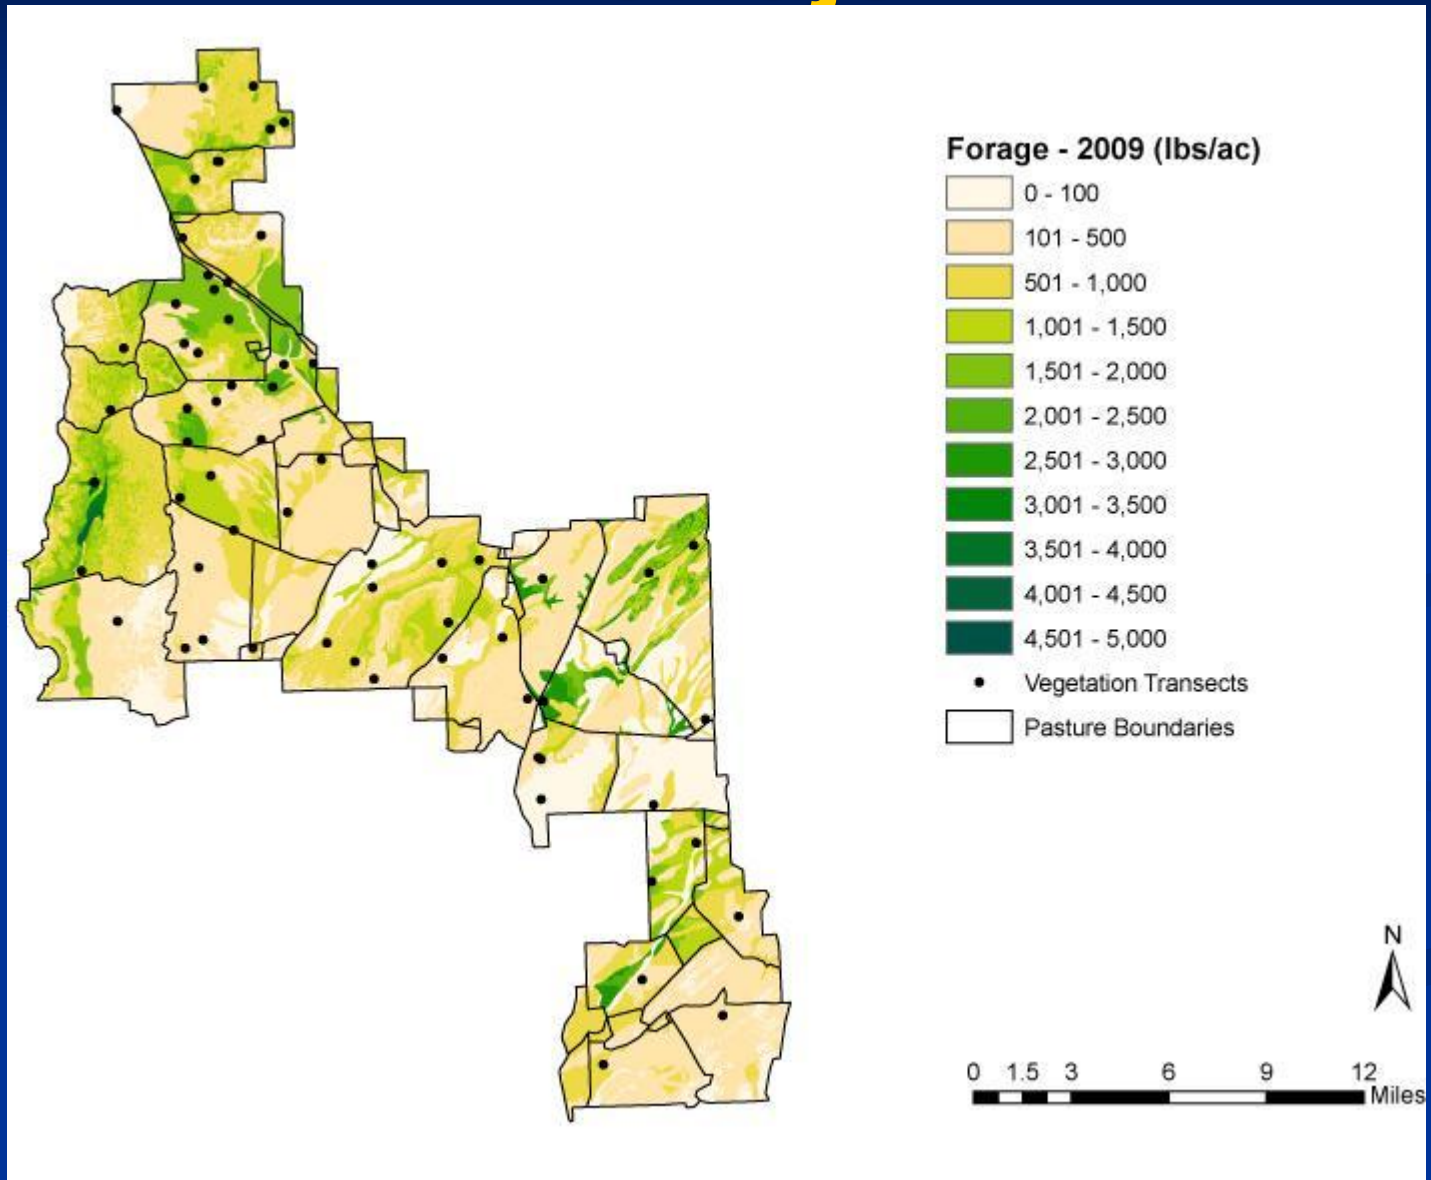 Forage - 2009 (lbs/ac)
0 - 100
101 - 500
501 - 1,000
1,001 - 1,500
1,501 - 2,000
2,001 - 2,500
2,501 - 3,000
3,001 - 3,500
3,501 - 4,000
4,001 - 4,500
4,501 - 5,000
Vegetation Transects
Pasture Boundaries
N
0 1.5 3 6 9 12
Miles